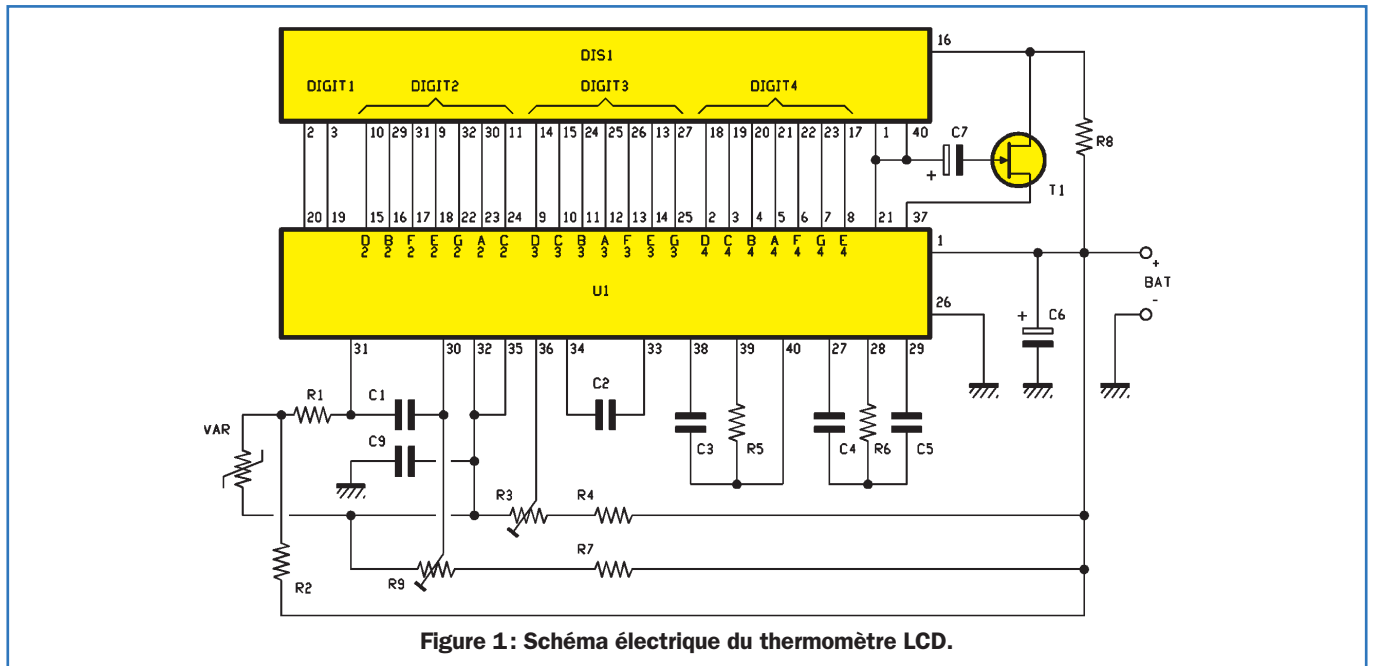 DIS1
16
DIGIT1 DIGIT2 DIGIT3 DIGIT4
2 3 10 29 31 9 32 30 11 14 15 24 25 26 13 27 18 19 20 21 22 23 17 1 40
C7
+
R8
T1
20 19 15 16 17 18 22 23 24 9 10 11 12 13 14 25 2 3 4 5 6 7 8 21 37
D2 B2 F2 E2 G2 A2 C2 D3 C3 B3 A3 F3 E3 G3 D4 C4 B4 A4 F4 G4 E4
1
+
BAT
-
U1
26
+ C6
31 30 32 35 36 34 33 38 39 40 27 28 29
R1 C1 C2
VAR
C9
C3 R5 C4 R6 C5
R3 R4
R7
R9
R2
Figure 1: Schéma électrique du thermomètre LCD.